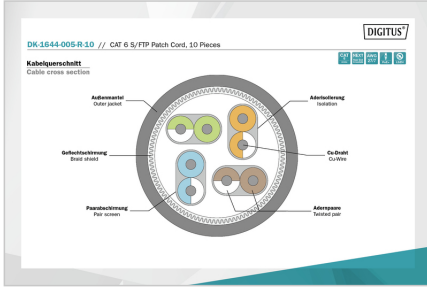 DIGITUS®
DK-1644-005-R-10 // CAT 6 S/FTP Patch Cord, 10 Pieces
Kabelquerschnitt
Cable cross section
Außenmantel
Outer jacket
Aderisolierung
Isolation
Geflechtschirmung
Braid shield
Cu-Draht
Cu-Wire
Paarabschirmung
Pair screen
Adernpaare
Twisted pair